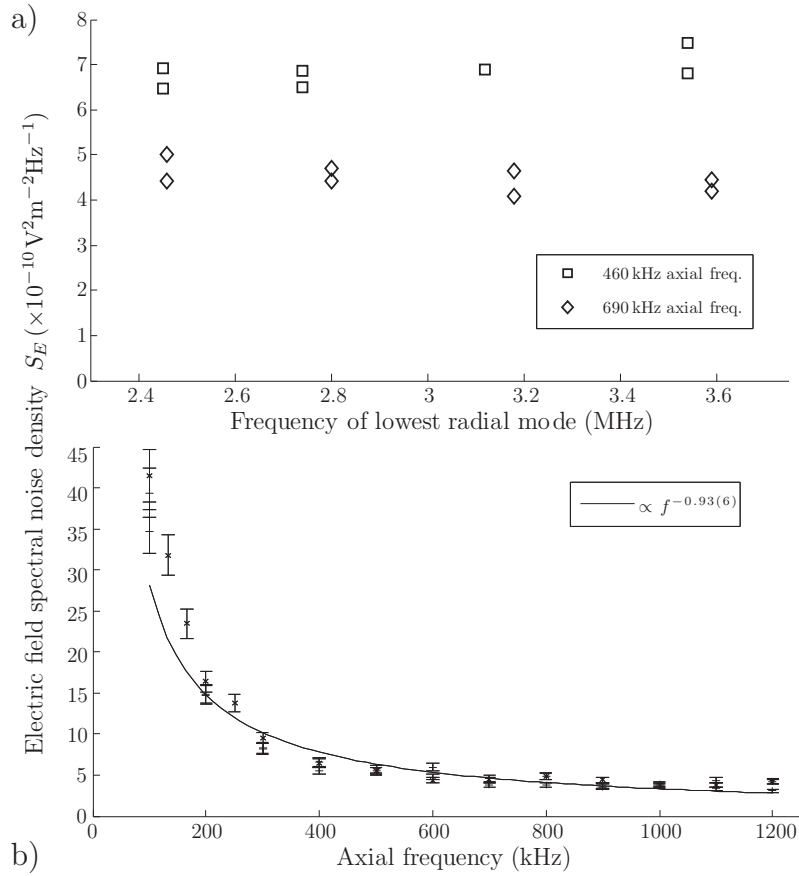 a)
8
7
6
5
4
3
2
1
0
460 kHz axial freq.
690 kHz axial freq.
2.4 2.6 2.8 3 3.2 3.4 3.6
Frequency of lowest radial mode (MHz)
Electric field spectral noise density S_E (×10⁻¹⁰V²m⁻²Hz⁻¹)
45
40
35
30
25
20
15
10
5
0
∝ f^{−0.93(6)}
0 200 400 600 800 1000 1200
Axial frequency (kHz)
b)